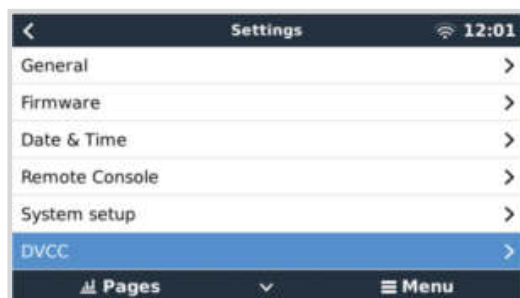 Settings 12:01
General
Firmware
Date & Time
Remote Console
System setup
DVCC
Pages Menu